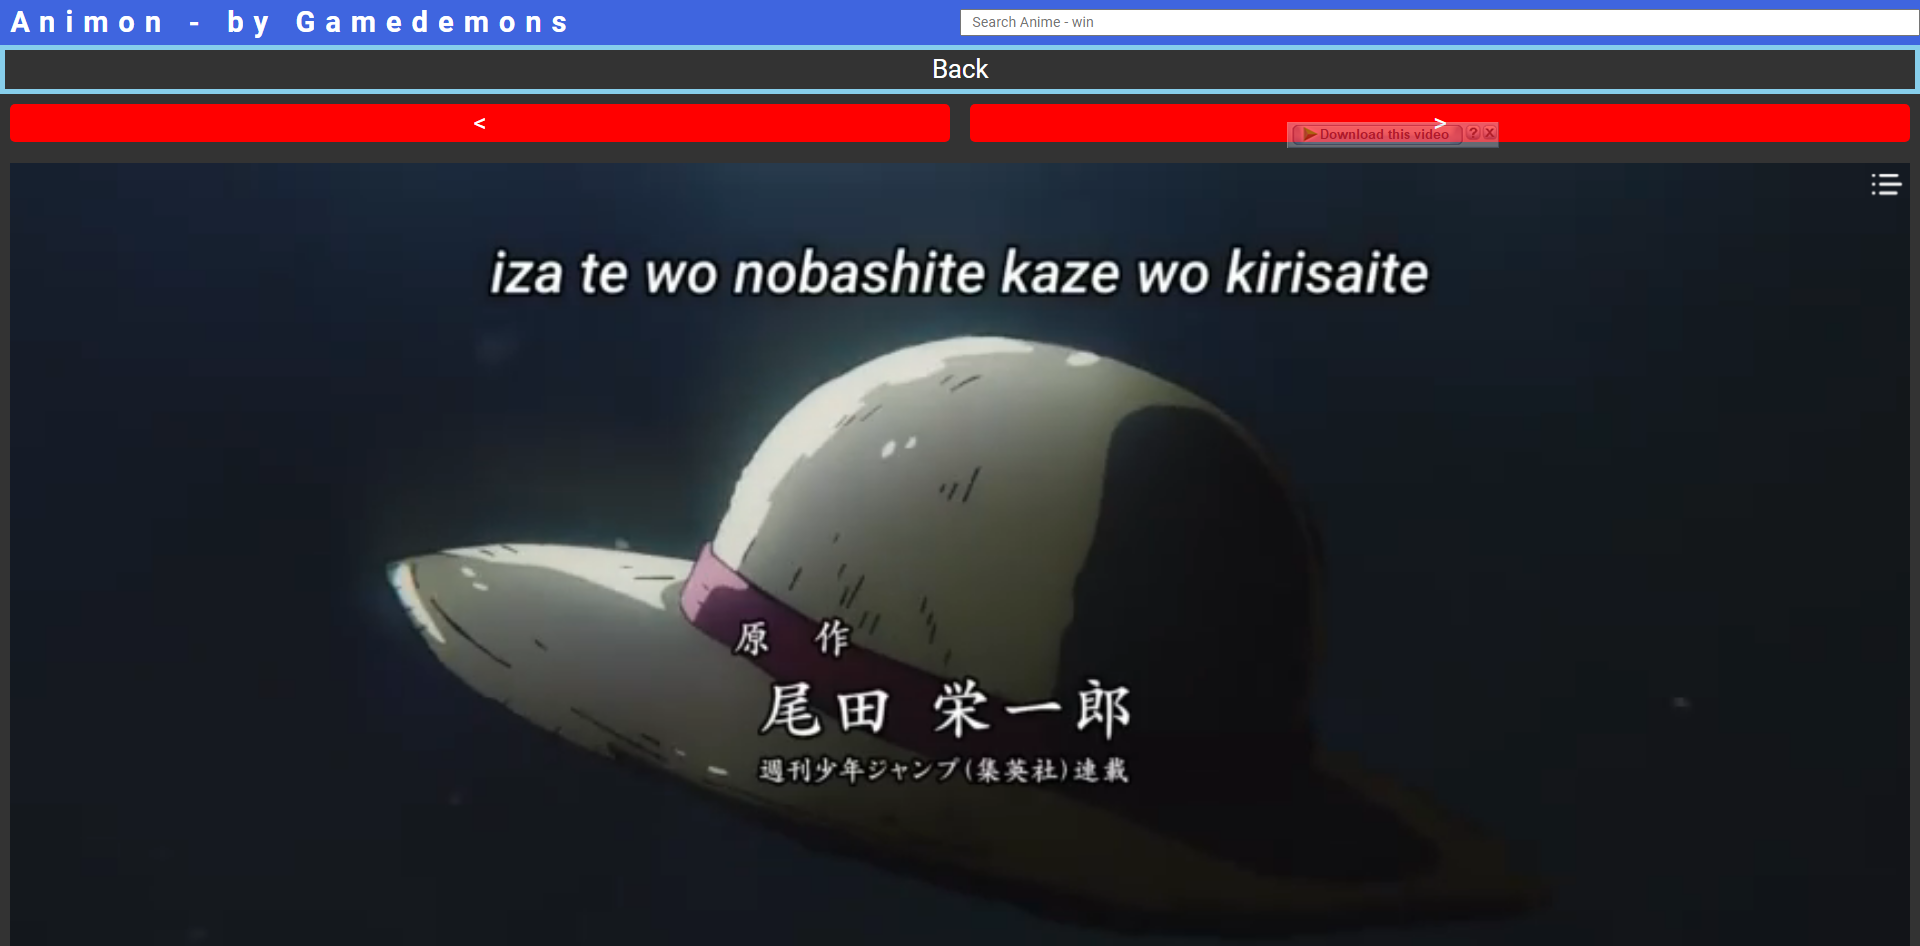 Animon - by Gamedemons
Search Anime - win
Back
<
>
Download this video ? X
iza te wo nobashite kaze wo kirisaite
原 作
尾田 栄一郎
週刊少年ジャンプ(集英社)連載